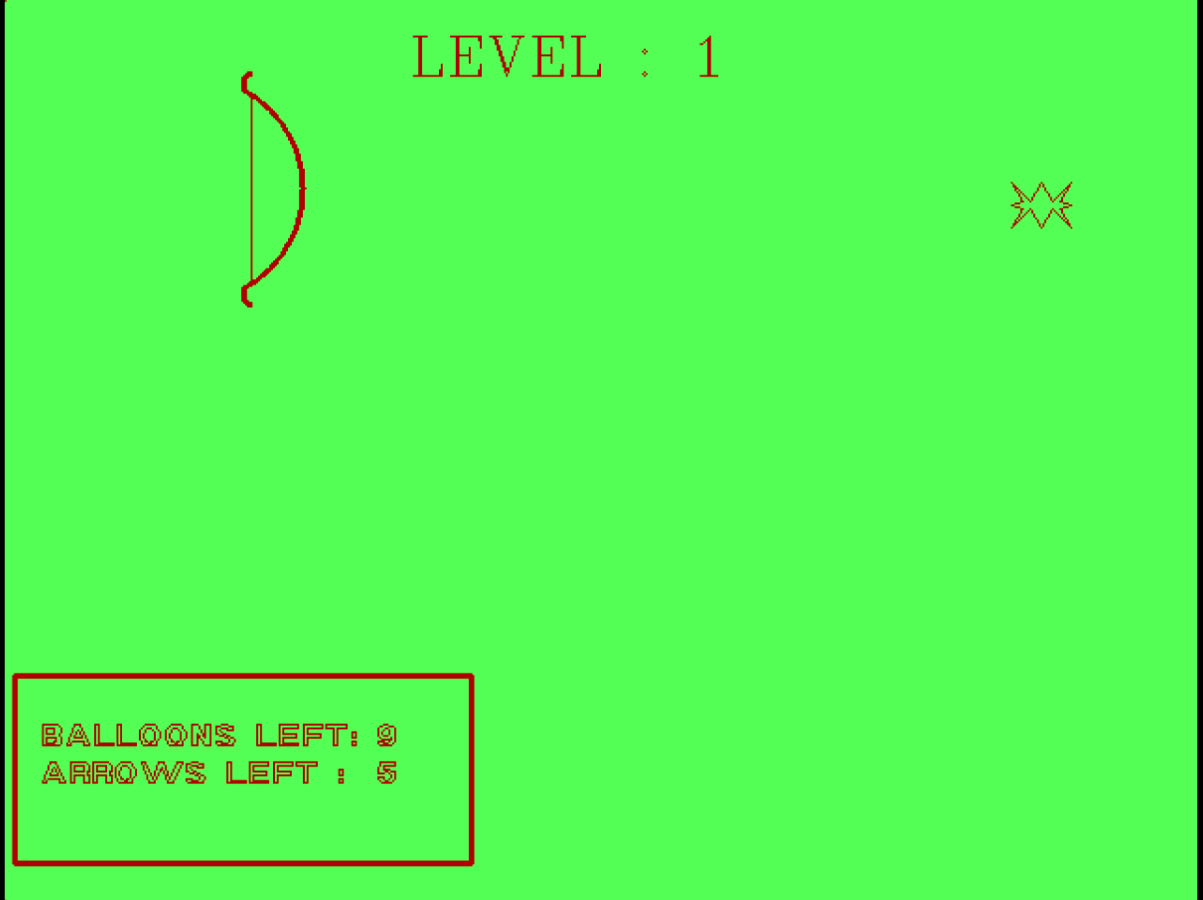 LEVEL : 1
BALLOONS LEFT: 9
ARROWS LEFT : 5